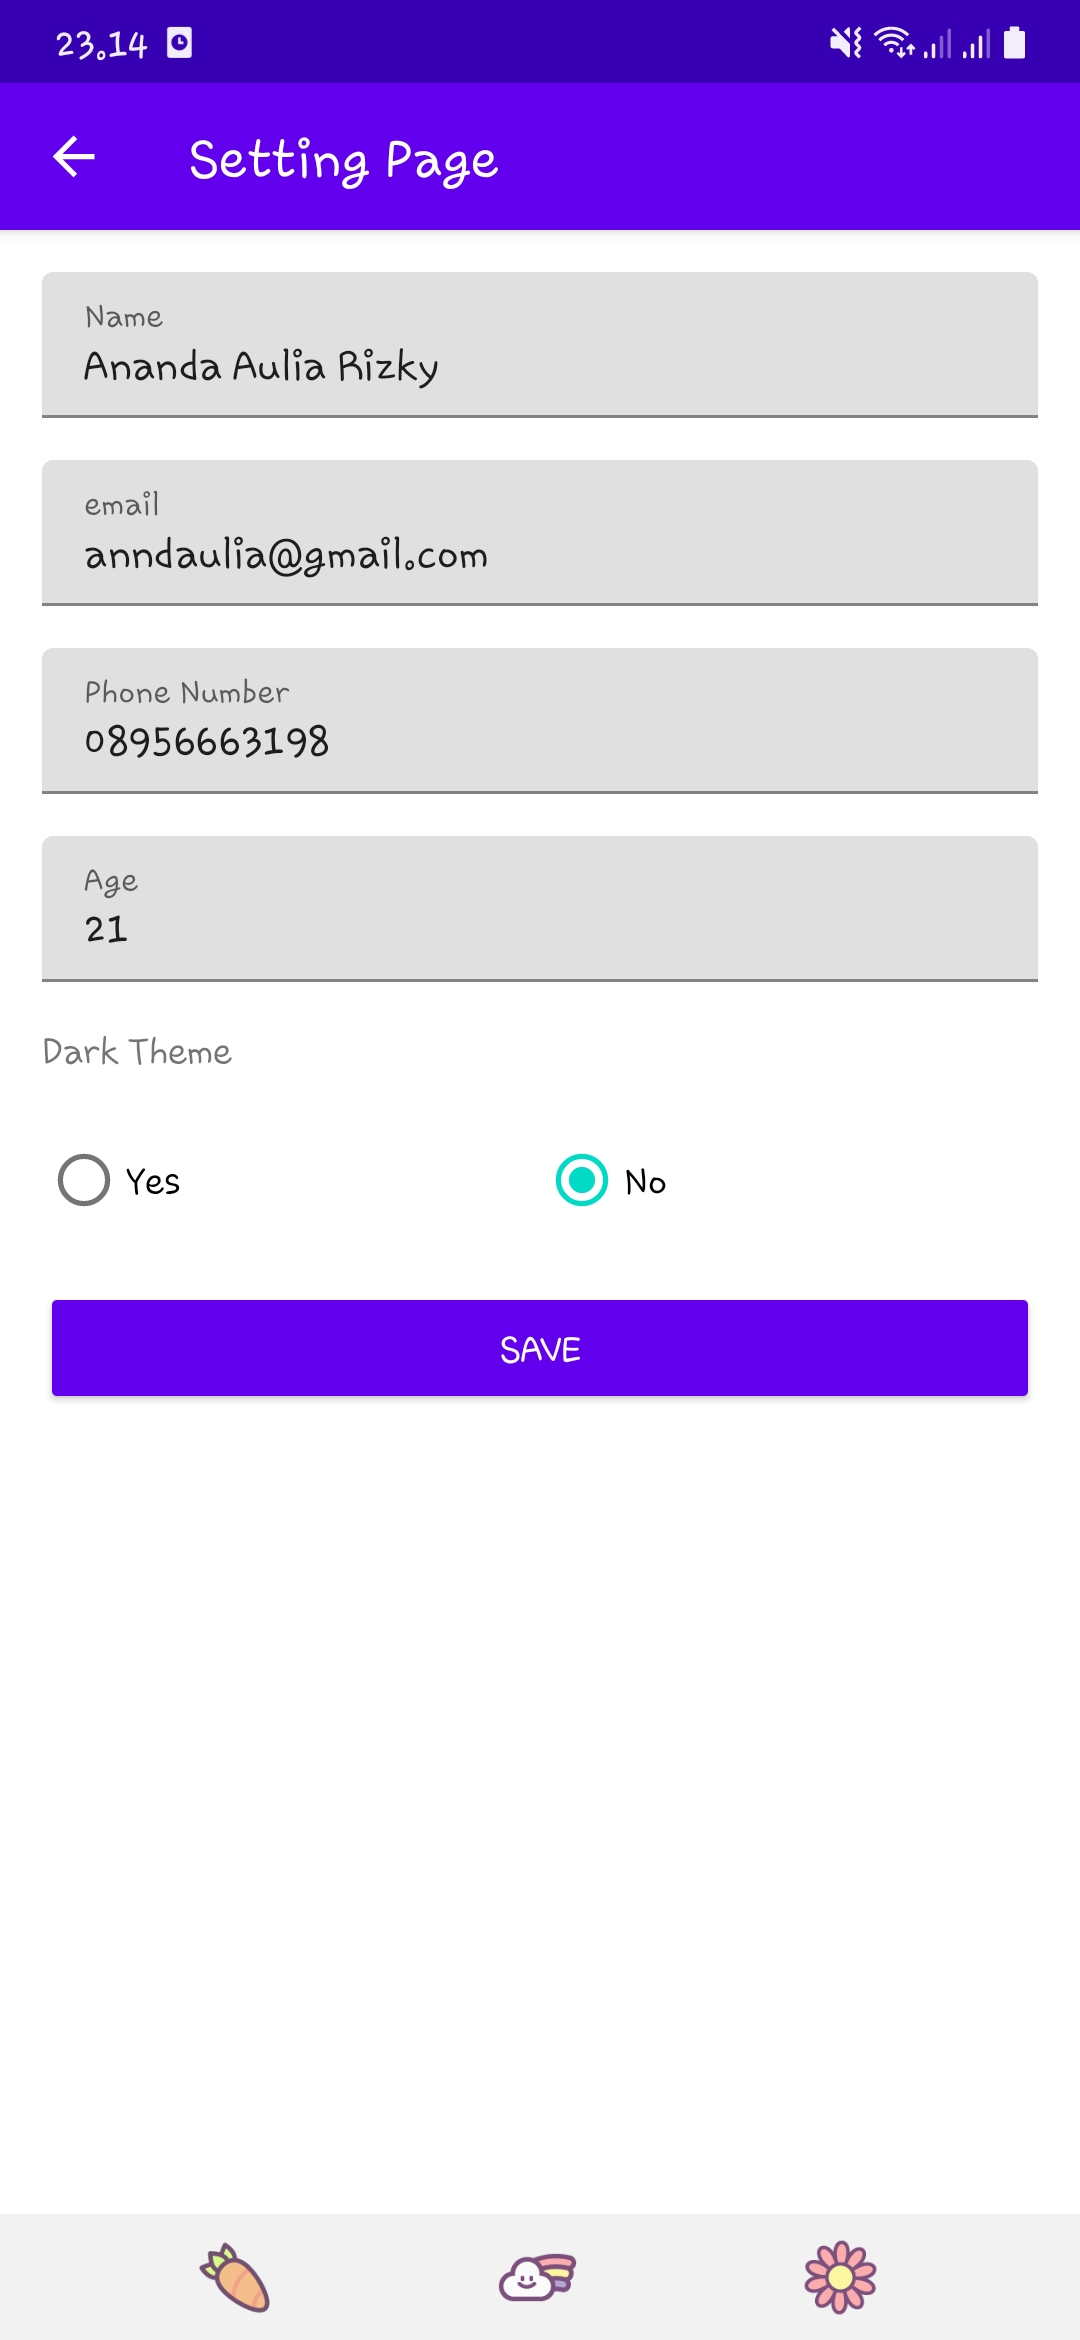 23.14
Setting Page
Name
Ananda Aulia Rizky
email
anndaulia@gmail.com
Phone Number
08956663198
Age
21
Dark Theme
Yes
No
SAVE